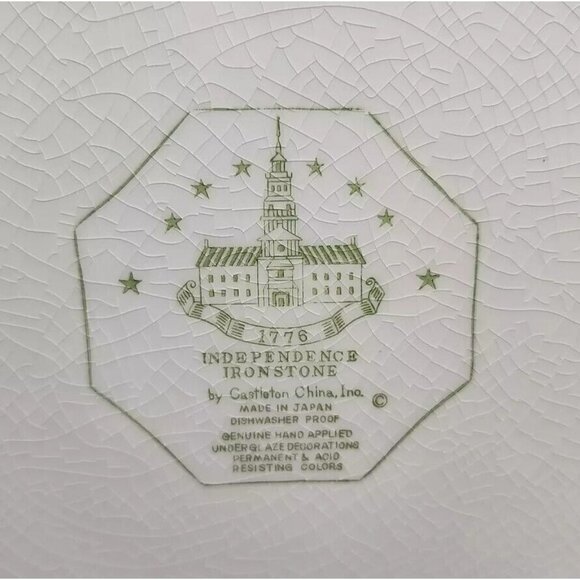 1776
INDEPENDENCE
IRONSTONE
by Castleton China, Inc. ©
MADE IN JAPAN
DISHWASHER PROOF
GENUINE HAND APPLIED
UNDERGLAZE DECORATIONS
PERMANENT & ACID
RESISTING COLORS